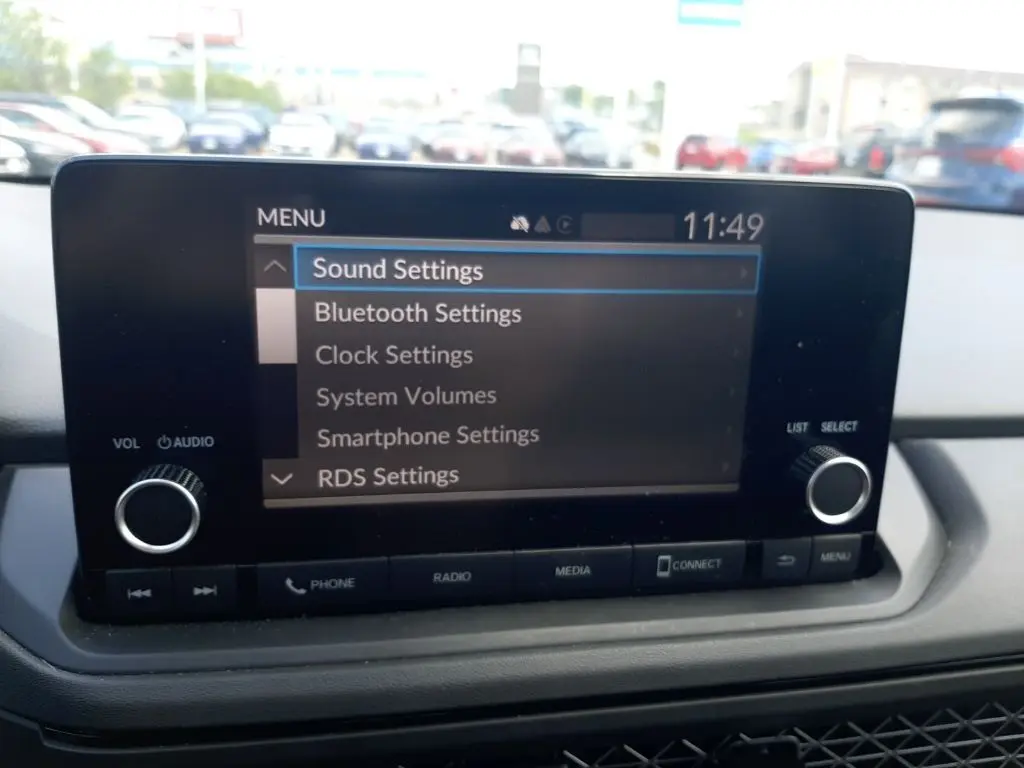 MENU
11:49
Sound Settings
Bluetooth Settings
Clock Settings
System Volumes
Smartphone Settings
RDS Settings
VOL AUDIO
LIST SELECT
PHONE
RADIO
MEDIA
CONNECT
MENU